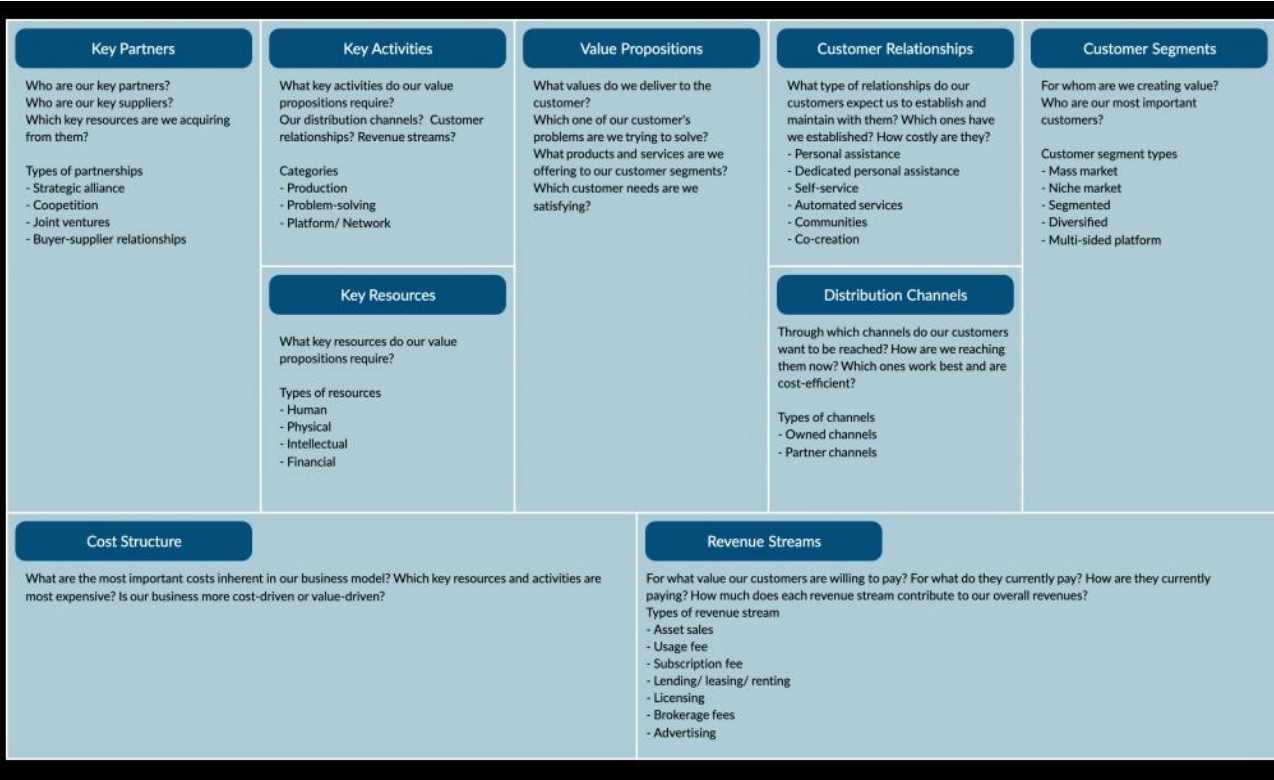 Key Partners
Who are our key partners?
Who are our key suppliers?
Which key resources are we acquiring
from them?
Types of partnerships
- Strategic alliance
- Coopetition
- Joint ventures
- Buyer-supplier relationships
Key Activities
What key activities do our value
propositions require?
Our distribution channels?  Customer
relationships? Revenue streams?
Categories
- Production
- Problem-solving
- Platform/ Network
Key Resources
What key resources do our value
propositions require?
Types of resources
- Human
- Physical
- Intellectual
- Financial
Value Propositions
What values do we deliver to the
customer?
Which one of our customer's
problems are we trying to solve?
What products and services are we
offering to our customer segments?
Which customer needs are we
satisfying?
Customer Relationships
What type of relationships do our
customers expect us to establish and
maintain with them? Which ones have
we established? How costly are they?
- Personal assistance
- Dedicated personal assistance
- Self-service
- Automated services
- Communities
- Co-creation
Distribution Channels
Through which channels do our customers
want to be reached? How are we reaching
them now? Which ones work best and are
cost-efficient?
Types of channels
- Owned channels
- Partner channels
Customer Segments
For whom are we creating value?
Who are our most important
customers?
Customer segment types
- Mass market
- Niche market
- Segmented
- Diversified
- Multi-sided platform
Cost Structure
What are the most important costs inherent in our business model? Which key resources and activities are
most expensive? Is our business more cost-driven or value-driven?
Revenue Streams
For what value our customers are willing to pay? For what do they currently pay? How are they currently
paying? How much does each revenue stream contribute to our overall revenues?
Types of revenue stream
- Asset sales
- Usage fee
- Subscription fee
- Lending/ leasing/ renting
- Licensing
- Brokerage fees
- Advertising